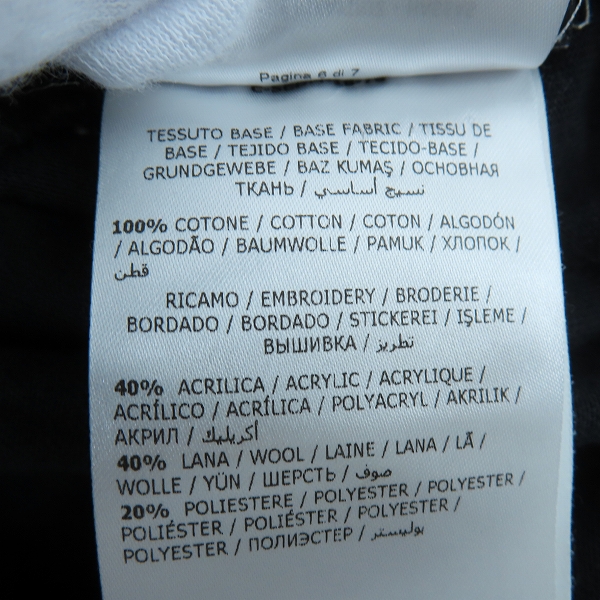 Pagina 6 di 7
TESSUTO BASE / BASE FABRIC / TISSU DE
BASE / TEJIDO BASE / TECIDO-BASE /
GRUNDGEWEBE / BAZ KUMAŞ / ОСНОВНАЯ
ТКАНЬ / نسيج أساسي
100% COTONE / COTTON / COTON / ALGODÓN
/ ALGODÃO / BAUMWOLLE / PAMUK / ХЛОПОК /
قطن
RICAMO / EMBROIDERY / BRODERIE /
BORDADO / BORDADO / STICKEREI / IŞLEME /
ВЫШИВКА / تطريز
40% ACRILICA / ACRYLIC / ACRYLIQUE /
ACRÍLICO / ACRÍLICA / POLYACRYL / AKRILIK /
АКРИЛ / أكريليك
40% LANA / WOOL / LAINE / LANA / LÃ /
WOLLE / YÜN / ШЕРСТЬ / صوف
20% POLIESTERE / POLYESTER / POLYESTER /
POLIÉSTER / POLIÉSTER / POLYESTER /
POLYESTER / ПОЛИЭСТЕР / بوليستر